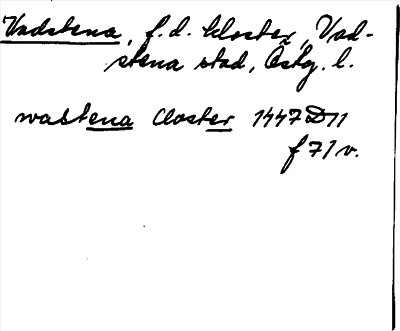 Vadstena, f.d. kloster, Vad-
stena stad, Östg. l.
wastena Closter 1447 D 11
f 71 v.